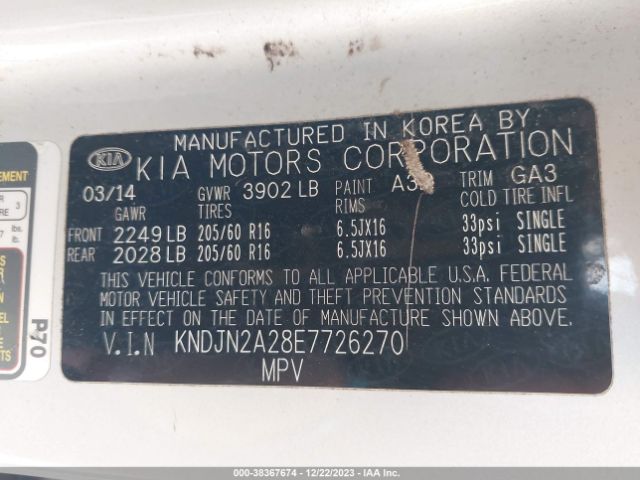 MANUFACTURED IN KOREA BY
KIA KIA MOTORS CORPORATION
03/14 GVWR 3902 LB PAINT TRIM GA3
GAWR TIRES RIMS COLD TIRE INFL
FRONT 2249 LB 205/60 R16 6.5JX16 33psi SINGLE
REAR 2028 LB 205/60 R16 6.5JX16 33psi SINGLE
THIS VEHICLE CONFORMS TO ALL APPLICABLE U.S.A. FEDERAL
MOTOR VEHICLE SAFETY AND THEFT PREVENTION STANDARDS
IN EFFECT ON THE DATE OF MANUFACTURE SHOWN ABOVE.
V.I.N KNDJN2A28E7726270
MPV
P70
000-38367674 / 12/22/2023 - IAA Inc.